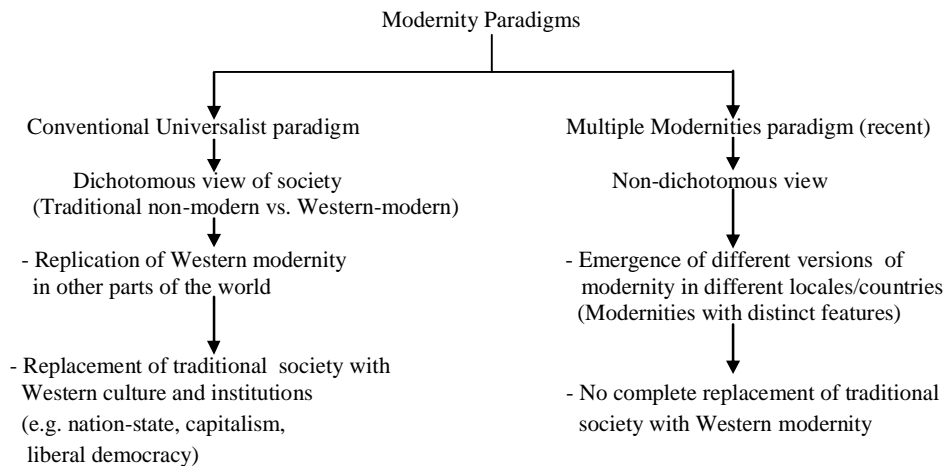 Modernity Paradigms
Conventional Universalist paradigm
Dichotomous view of society
(Traditional non-modern vs. Western-modern)
- Replication of Western modernity
in other parts of the world
- Replacement of traditional society with
Western culture and institutions
(e.g. nation-state, capitalism,
liberal democracy)
Multiple Modernities paradigm (recent)
Non-dichotomous view
- Emergence of different versions of
modernity in different locales/countries
(Modernities with distinct features)
- No complete replacement of traditional
society with Western modernity